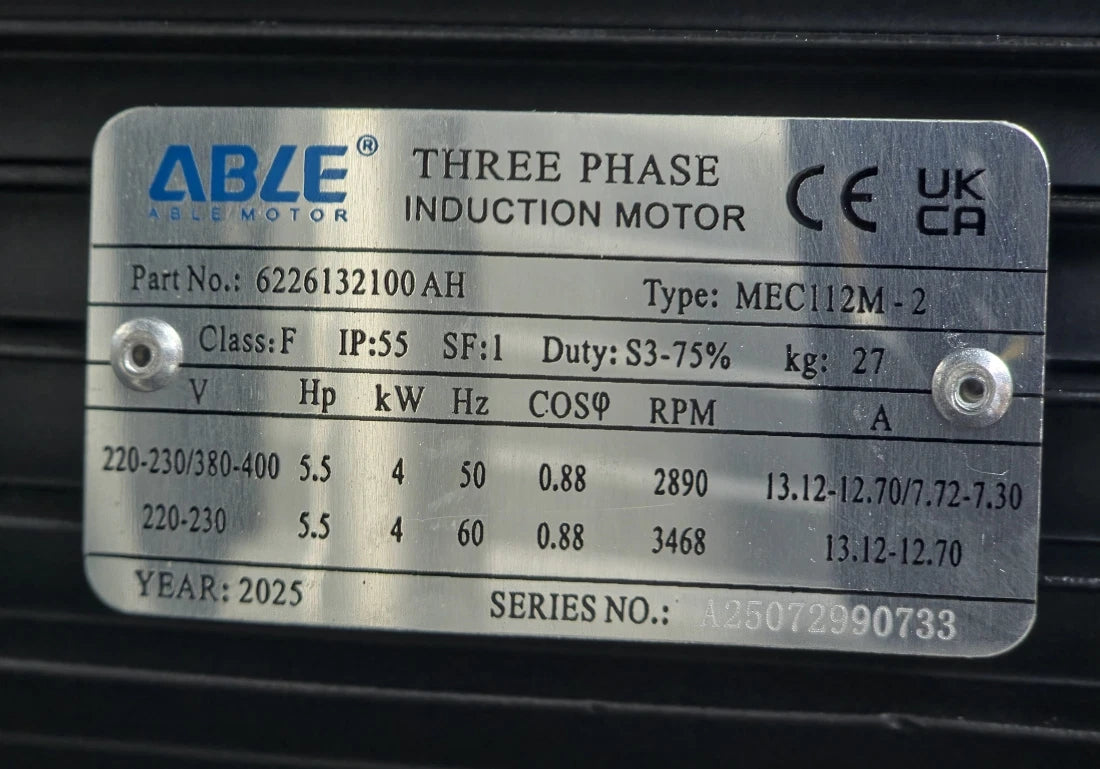 ABLE®
ABLE MOTOR
THREE PHASE
INDUCTION MOTOR
CE
UK
CA
Part No.: 6226132100 AH Type: MEC112M - 2
Class: F IP:55 SF:1 Duty: S3-75% kg: 27
V Hp kW Hz COSφ RPM A
220-230/380-400 5.5 4 50 0.88 2890 13.12-12.70/7.72-7.30
220-230 5.5 4 60 0.88 3468 13.12-12.70
YEAR: 2025 SERIES NO.: A25072990733